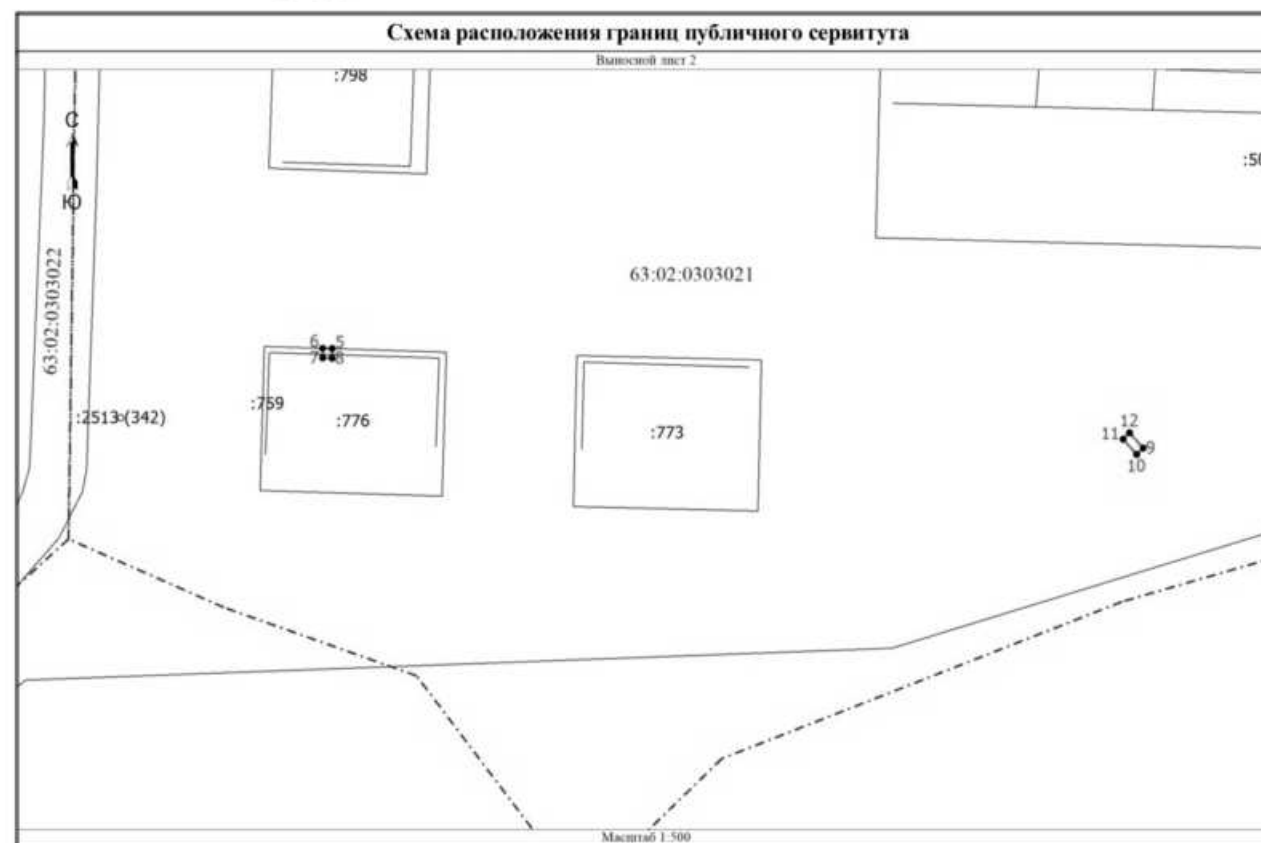 Схема расположения границ публичного сервитута
Выносной лист 2
:798
С
Ю
:50
63:02:0303021
63:02:0303022
6 5
7 8
:759
:2513 (342)
:776
:773
12
11
9
10
Масштаб 1:500